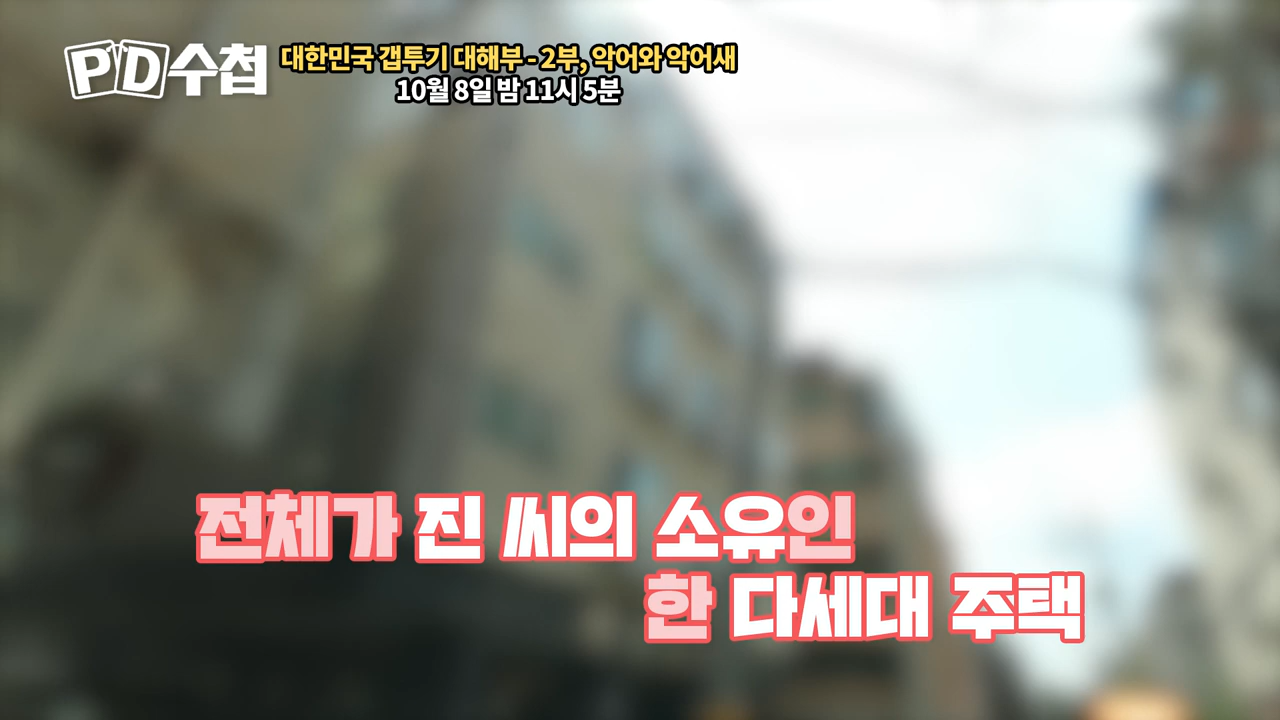 PD수첩
대한민국 갭투기 대해부 - 2부, 악어와 악어새
10월 8일 밤 11시 5분
전체가 진 씨의 소유인
한 다세대 주택